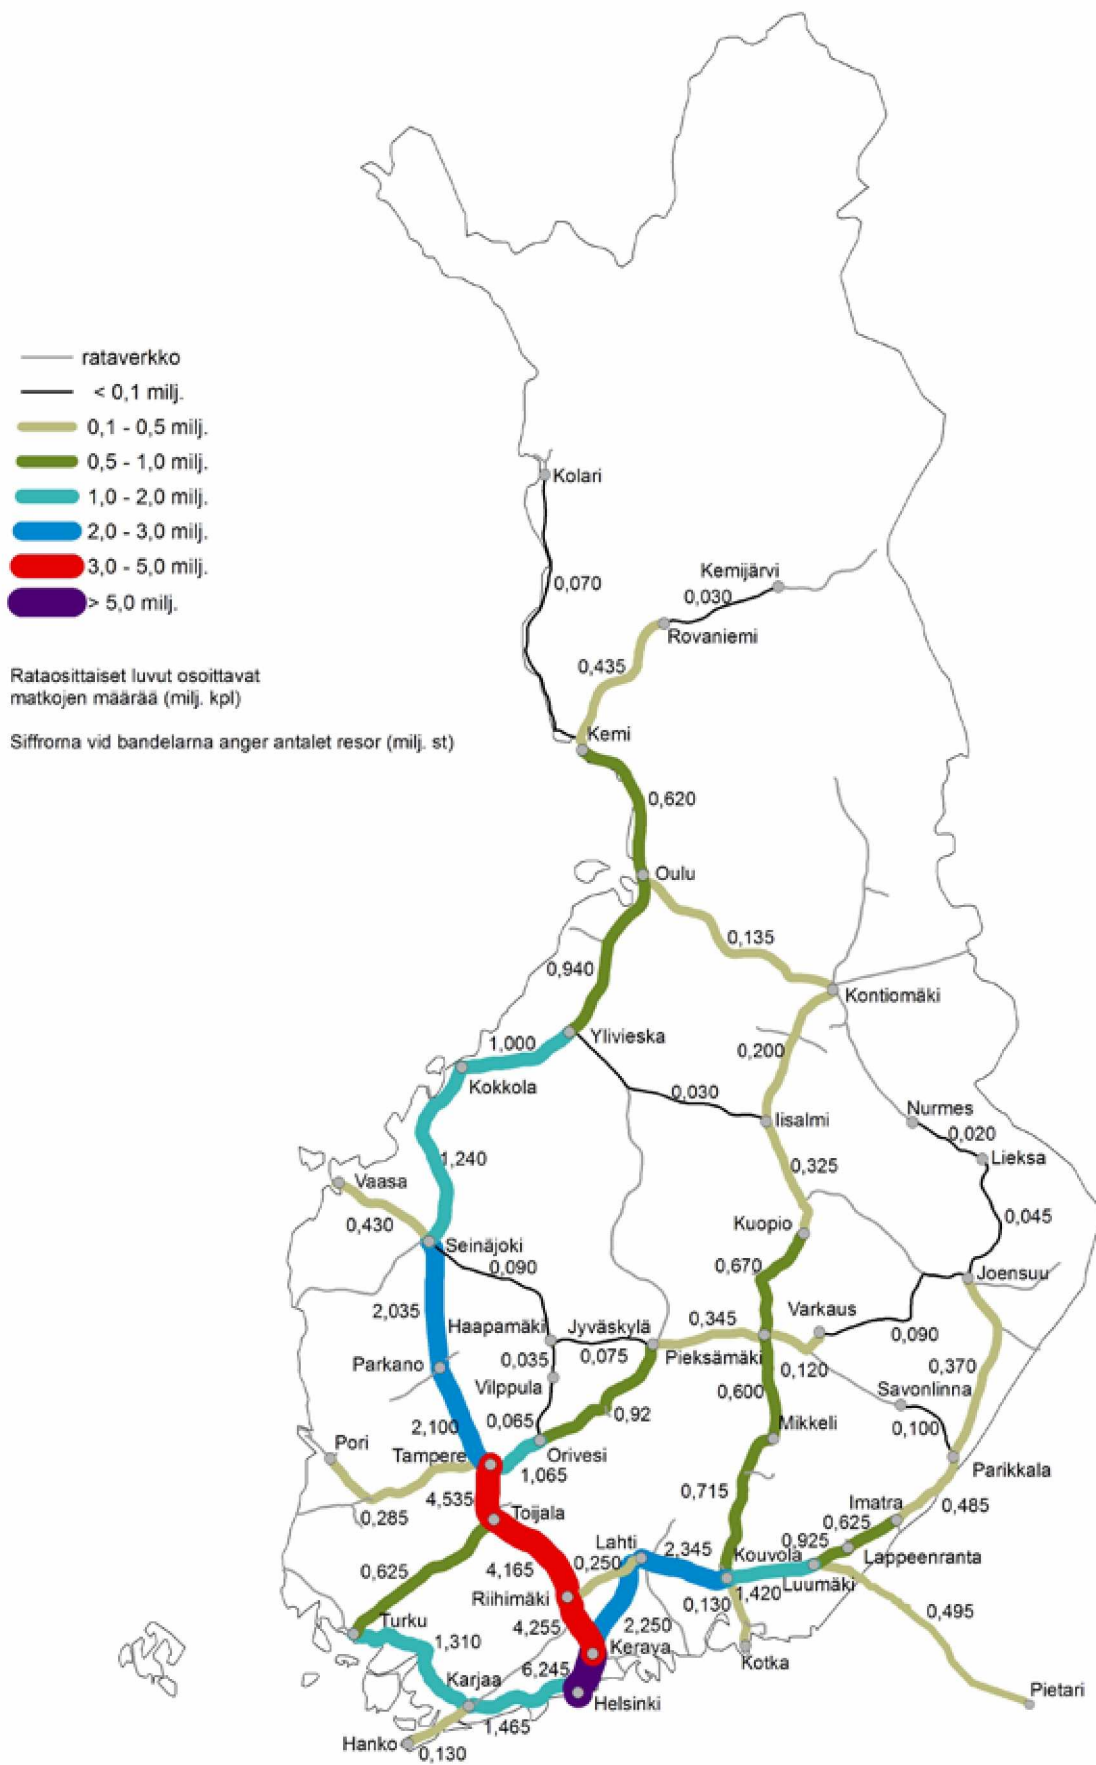 rataverkko
< 0,1 milj.
0,1 - 0,5 milj.
0,5 - 1,0 milj.
1,0 - 2,0 milj.
2,0 - 3,0 milj.
3,0 - 5,0 milj.
> 5,0 milj.
Rataosittaiset luvut osoittavat
matkojen määrää (milj. kpl)
Siffrorna vid bandelarna anger antalet resor (milj. st)
Kolari
0,070
Kemijärvi
0,030
Rovaniemi
0,435
Kemi
0,620
Oulu
0,135
0,940
Kontiomäki
Ylivieska
1,000
0,200
Kokkola
0,030
Iisalmi
Nurmes
0,020
Lieksa
1,240
0,325
Vaasa
0,430
Kuopio
0,045
Seinäjoki
0,090
0,670
Joensuu
2,035
Haapamäki
Jyväskylä
0,345
Varkaus
0,090
Parkano
0,035
0,075
Pieksämäki
0,120
0,370
Vilppula
0,600
Savonlinna
2,100
0,065
0,92
Mikkeli
0,100
Pori
Tampere
Orivesi
1,065
Parikkala
4,535
0,715
Imatra
0,485
0,285
Toijala
0,625
Lahti
2,345
Kouvola
0,925
Lappeenranta
4,165
0,250
Luumäki
0,625
Riihimäki
0,130
1,420
0,495
Turku
4,255
2,250
1,310
Kerava
Kotka
6,245
Karjaa
Helsinki
Pietari
1,465
Hanko
0,130